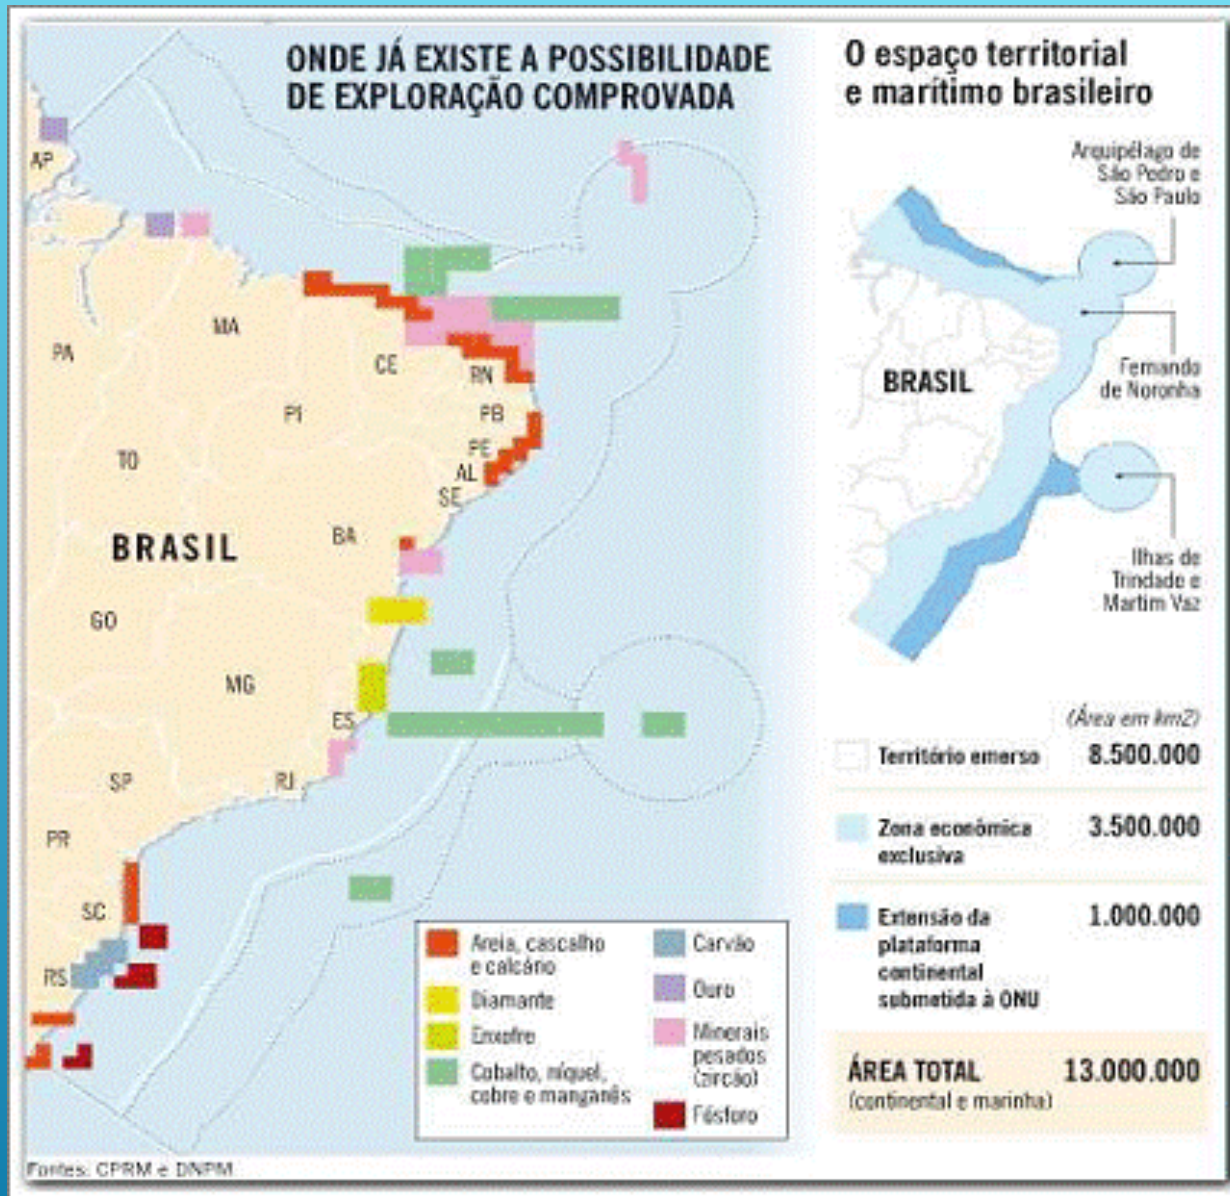 ONDE JÁ EXISTE A POSSIBILIDADE
DE EXPLORAÇÃO COMPROVADA
AP
PA
MA
CE
RN
PI
PB
PE
TO
AL
SE
BA
BRASIL
GO
MG
ES
SP
RJ
PR
SC
RS
Areia, cascalho
e calcário
Diamante
Enxofre
Cobalto, níquel,
cobre e manganês
Carvão
Ouro
Minerais
pesados
(zircão)
Fósforo
Fontes: CPRM e DNPM
O espaço territorial
e marítimo brasileiro
Arquipélago de
São Pedro e
São Paulo
BRASIL
Fernando
de Noronha
Ilhas de
Trindade e
Martim Vaz
(Área em km2)
Território emerso 8.500.000
Zona econômica 3.500.000
exclusiva
Extensão da 1.000.000
plataforma
continental
submetida à ONU
ÁREA TOTAL 13.000.000
(continental e marinha)